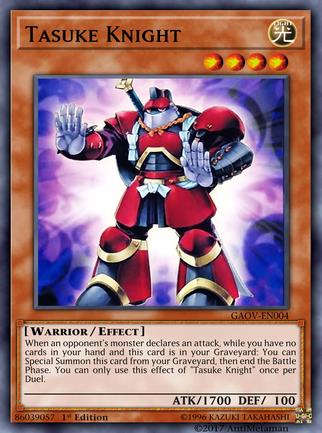 Tasuke Knight
LIGHT
光
GAOV-EN004
[Warrior / Effect]
When an opponent's monster declares an attack, while you have no
cards in your hand and this card is in your Graveyard: You can
Special Summon this card from your Graveyard, then end the Battle
Phase. You can only use this effect of "Tasuke Knight" once per
Duel.
ATK/1700 DEF/ 100
86039057 1st Edition ©1996 KAZUKI TAKAHASHI
©2017 AntiMetaman